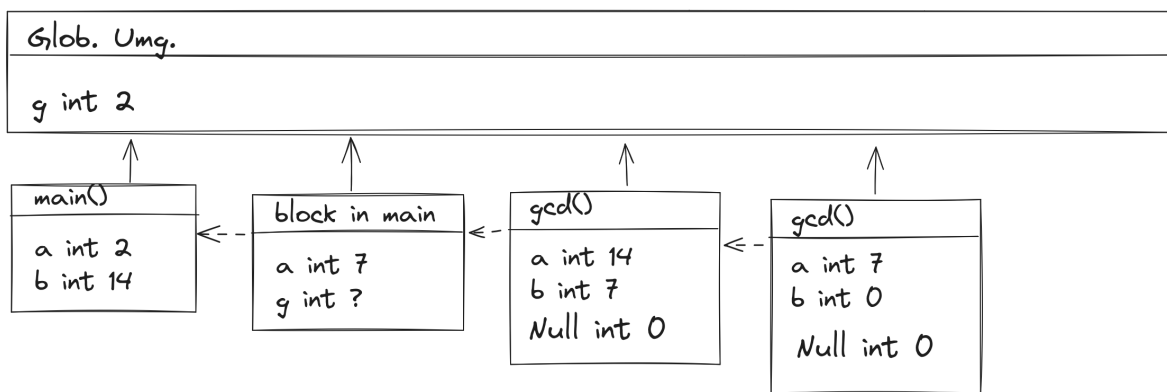 Glob. Umg.
g int 2
main()
a int 2
b int 14
block in main
a int 7
g int ?
gcd()
a int 14
b int 7
Null int 0
gcd()
a int 7
b int 0
Null int 0